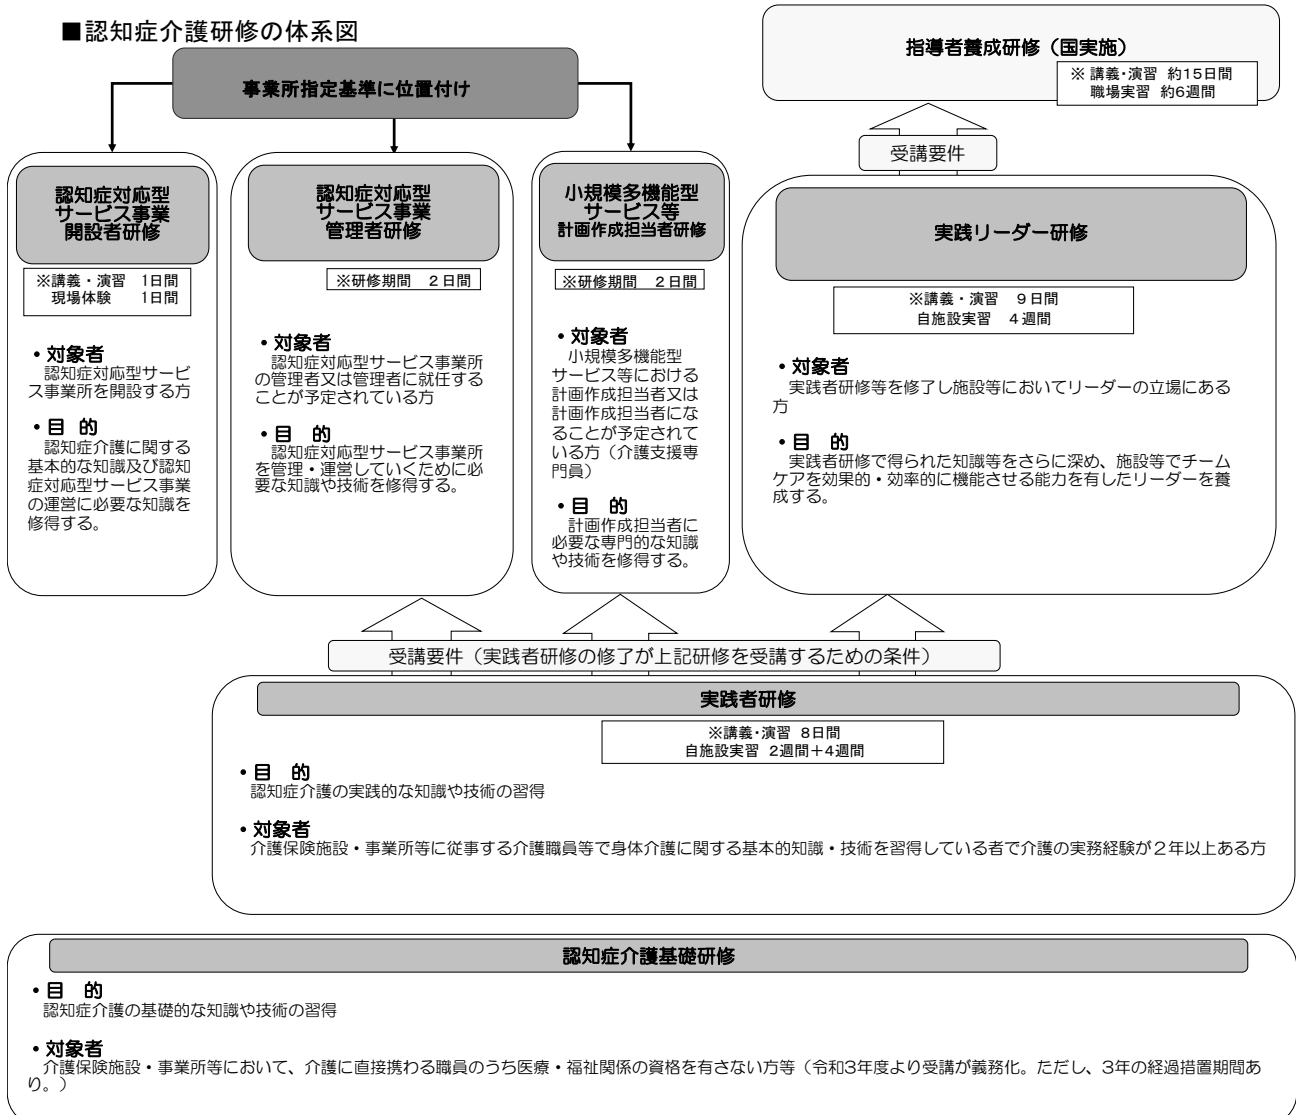 ■認知症介護研修の体系図
事業所指定基準に位置付け
指導者養成研修（国実施）
※ 講義・演習 約15日間
職場実習 約6週間
受講要件
認知症対応型
サービス事業
開設者研修
※講義・演習 1日間
現場体験 1日間
・対象者
認知症対応型サービ
ス事業所を開設する方
・目 的
認知症介護に関する
基本的な知識及び認知
症対応型サービス事業
の運営に必要な知識を
修得する。
認知症対応型
サービス事業
管理者研修
※研修期間 ２日間
・対象者
認知症対応型サービス事業所
の管理者又は管理者に就任する
ことが予定されている方
・目 的
認知症対応型サービス事業所
を管理・運営していくために必
要な知識や技術を修得する。
小規模多機能型
サービス等
計画作成担当者研修
※研修期間 ２日間
・対象者
小規模多機能型
サービス等における
計画作成担当者又は
計画作成担当者にな
ることが予定されて
いる方（介護支援専
門員）
・目 的
計画作成担当者に
必要な専門的な知識
や技術を修得する。
実践リーダー研修
※講義・演習 ９日間
自施設実習 ４週間
・対象者
実践者研修等を修了し施設等においてリーダーの立場にある
方
・目 的
実践者研修で得られた知識等をさらに深め、施設等でチーム
ケアを効果的・効率的に機能させる能力を有したリーダーを養
成する。
受講要件（実践者研修の修了が上記研修を受講するための条件）
実践者研修
※講義・演習 8日間
自施設実習 2週間＋4週間
・目 的
認知症介護の実践的な知識や技術の習得
・対象者
介護保険施設・事業所等に従事する介護職員等で身体介護に関する基本的知識・技術を習得している者で介護の実務経験が２年以上ある方
認知症介護基礎研修
・目 的
認知症介護の基礎的な知識や技術の習得
・対象者
介護保険施設・事業所等において、介護に直接携わる職員のうち医療・福祉関係の資格を有さない方等（令和3年度より受講が義務化。ただし、3年の経過措置期間あ
り。）